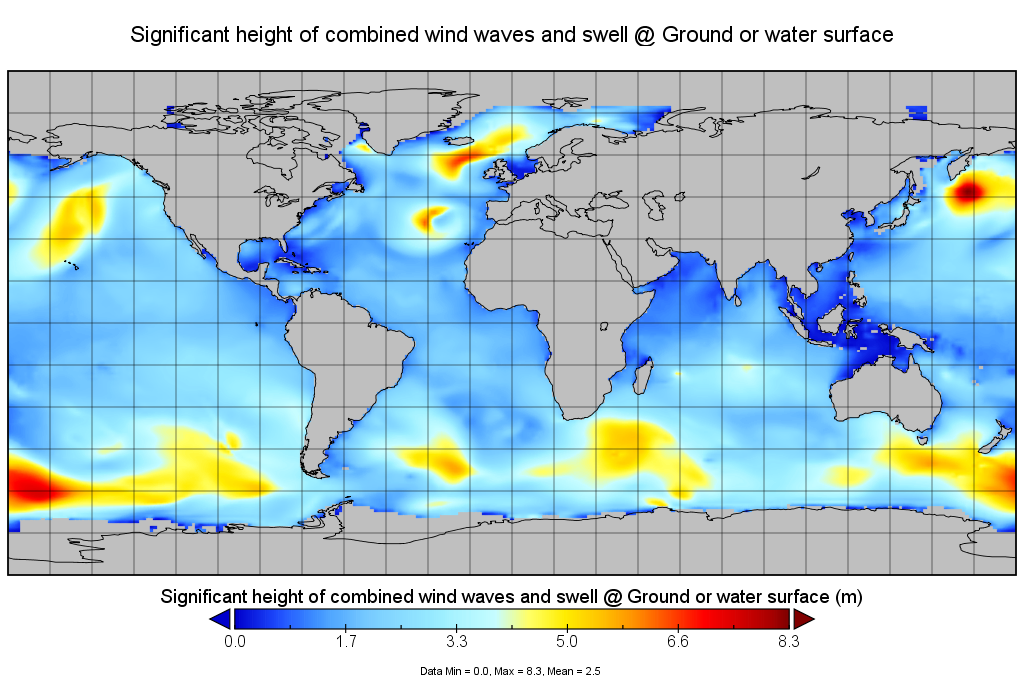 Significant height of combined wind waves and swell @ Ground or water surface
Significant height of combined wind waves and swell @ Ground or water surface (m)
0.0 1.7 3.3 5.0 6.6 8.3
Data Min = 0.0, Max = 8.3, Mean = 2.5